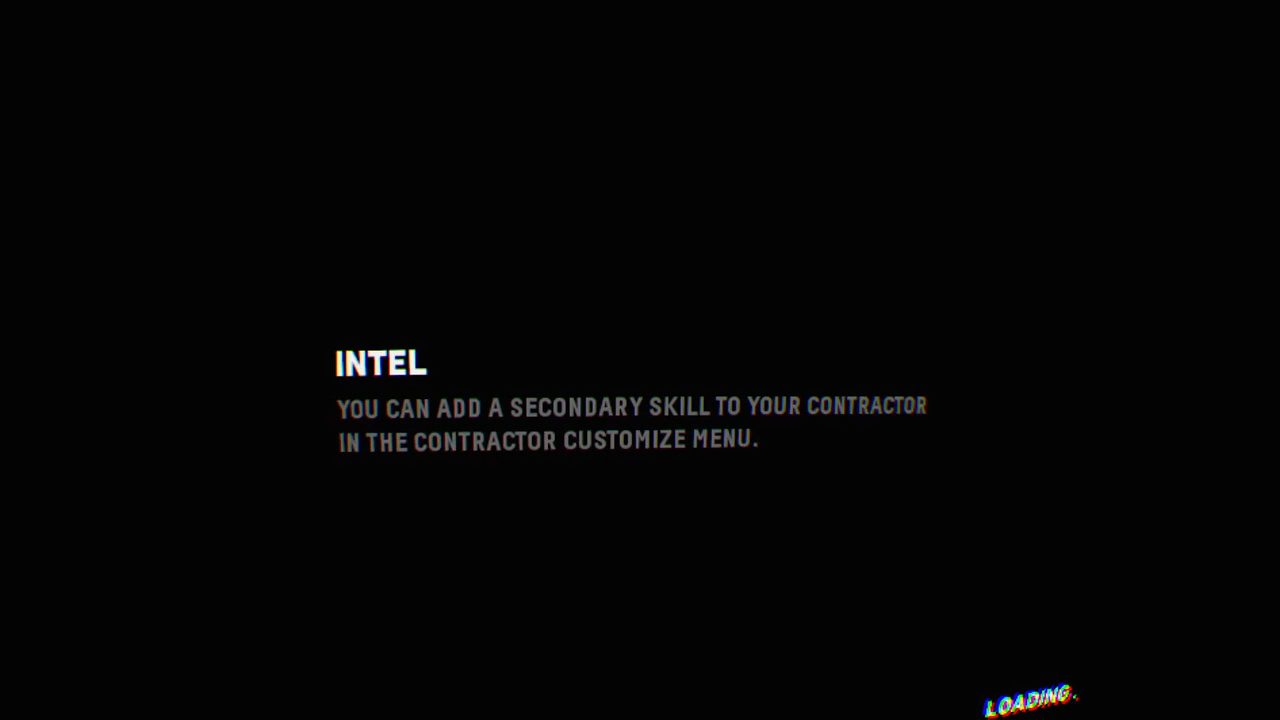 INTEL
YOU CAN ADD A SECONDARY SKILL TO YOUR CONTRACTOR
IN THE CONTRACTOR CUSTOMIZE MENU.
LOADING.